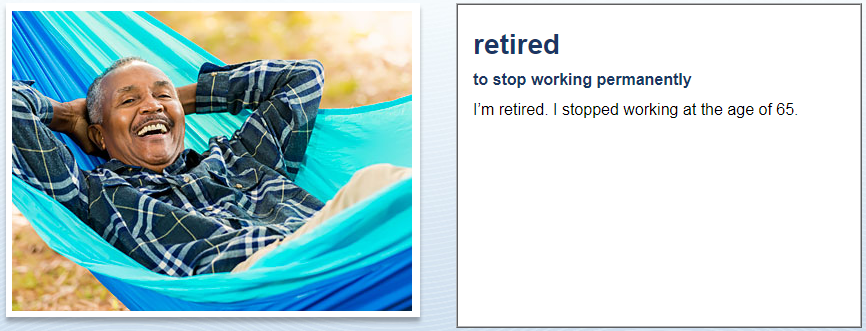 retired
to stop working permanently
I’m retired. I stopped working at the age of 65.